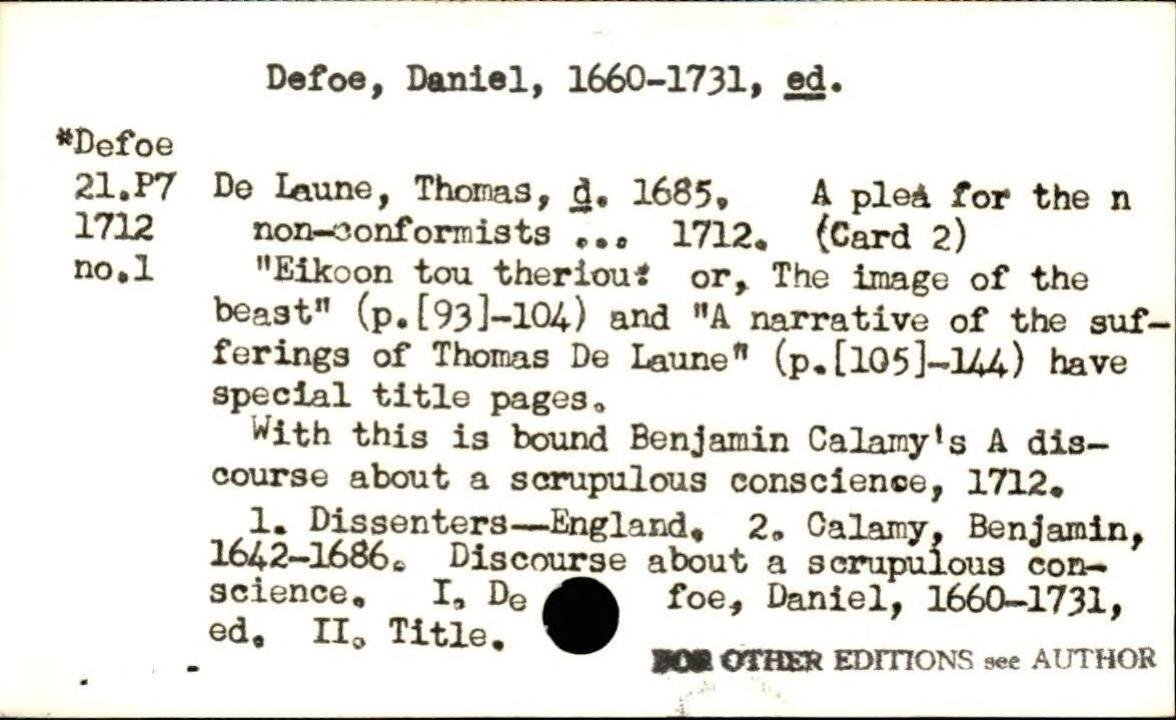 Defoe, Daniel, 1660-1731, ed.
*Defoe
21.P7 De Laune, Thomas, d. 1685. A plea for the n
1712 non-conformists ... 1712. (Card 2)
no.1 "Eikoon tou theriou: or, The image of the
beast" (p.[93]-104) and "A narrative of the suf-
ferings of Thomas De Laune" (p.[105]-144) have
special title pages.
With this is bound Benjamin Calamy's A dis-
course about a scrupulous conscience, 1712.
1. Dissenters—England. 2. Calamy, Benjamin,
1642-1686. Discourse about a scrupulous con-
science. I. De foe, Daniel, 1660-1731,
ed. II. Title.
FOR OTHER EDITIONS see AUTHOR